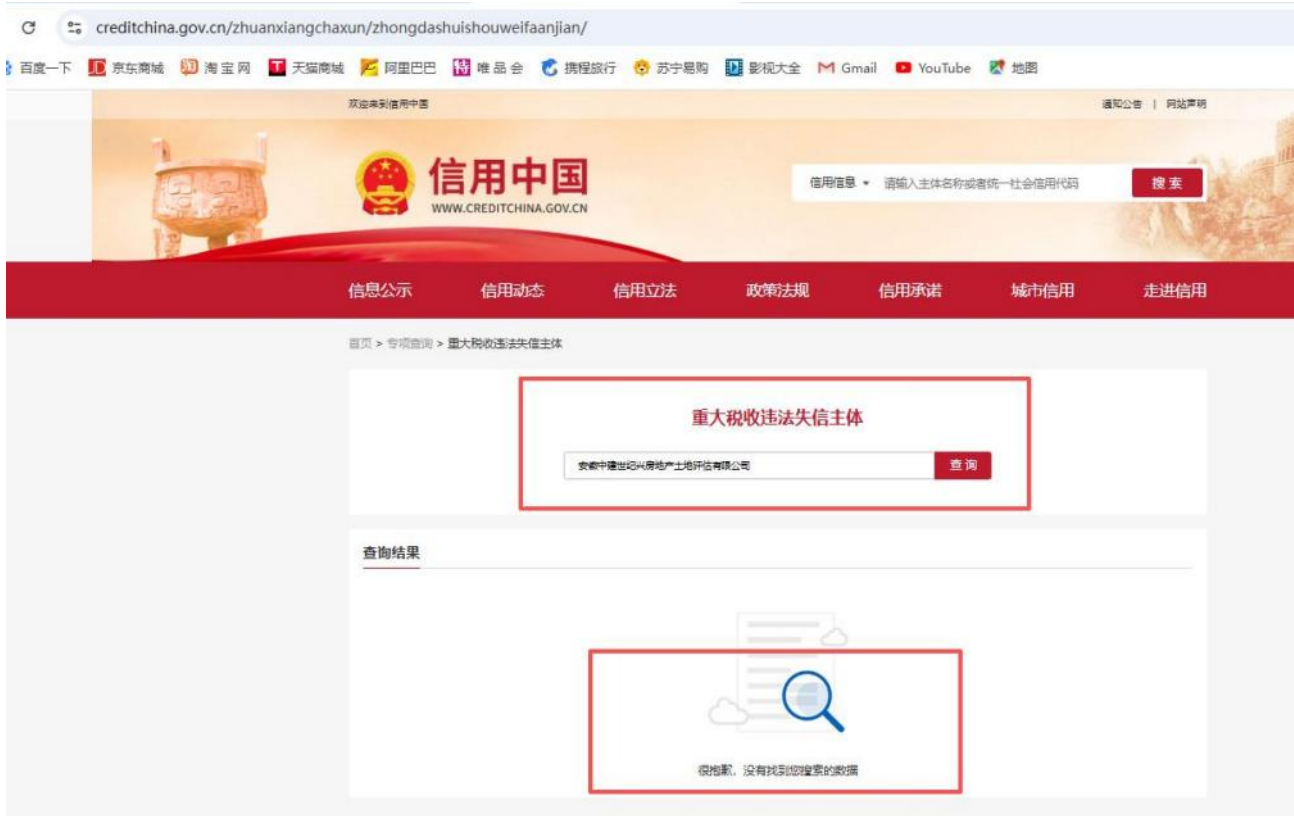 creditchina.gov.cn/zhuanxiangchaxun/zhongdashuishouweifaanjian/
百度一下 京东商城 淘宝网 天猫商城 阿里巴巴 唯品会 携程旅行 苏宁易购 影视大全 Gmail YouTube 地图
欢迎来到信用中国 通知公告 | 网站声明
信用中国
WWW.CREDITCHINA.GOV.CN
信用信息 请输入主体名称或者统一社会信用代码 搜索
信息公示 信用动态 信用立法 政策法规 信用承诺 城市信用 走进信用
首页 > 专项查询 > 重大税收违法失信主体
重大税收违法失信主体
安徽中建世纪兴房地产土地评估有限公司 查询
查询结果
很抱歉，没有找到您搜索的数据